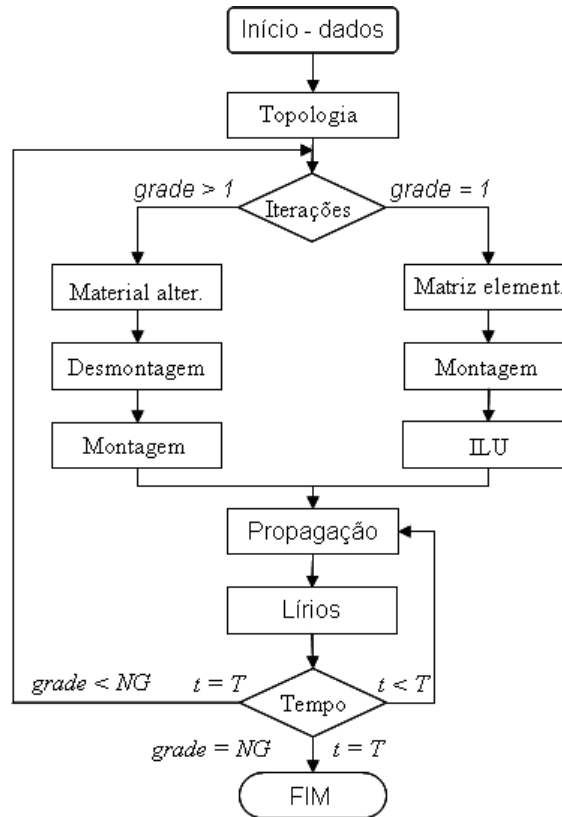 Início - dados
Topologia
grade > 1
grade = 1
Iterações
Material alter.
Matriz element.
Desmontagem
Montagem
Montagem
ILU
Propagação
Lírios
grade < NG t = T
t < T
Tempo
grade = NG t = T
FIM